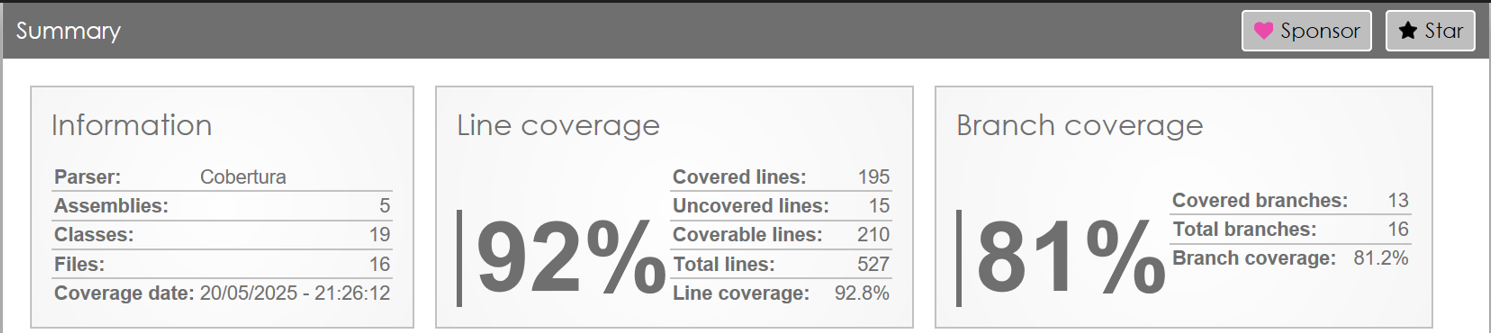 Summary
Sponsor
Star
Information
Parser: Cobertura
Assemblies: 5
Classes: 19
Files: 16
Coverage date: 20/05/2025 - 21:26:12
Line coverage
92%
Covered lines: 195
Uncovered lines: 15
Coverable lines: 210
Total lines: 527
Line coverage: 92.8%
Branch coverage
81%
Covered branches: 13
Total branches: 16
Branch coverage: 81.2%